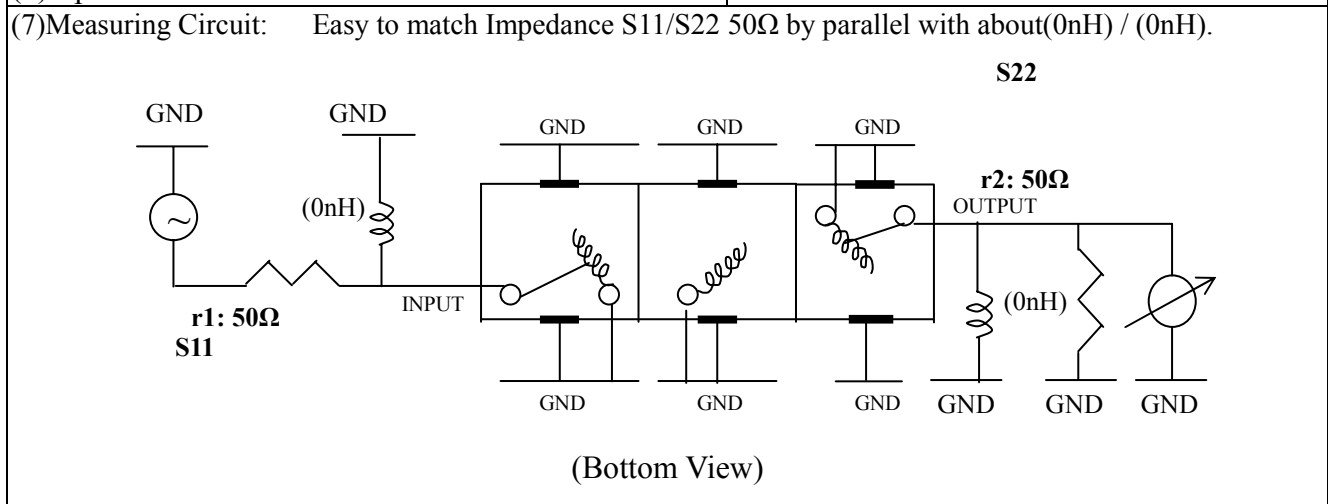 (7)Measuring Circuit: Easy to match Impedance S11/S22 50Ω by parallel with about(0nH) / (0nH).
S22
GND GND GND GND GND
r2: 50Ω
(0nH) OUTPUT
INPUT (0nH)
r1: 50Ω
S11
GND GND GND GND GND GND
(Bottom View)